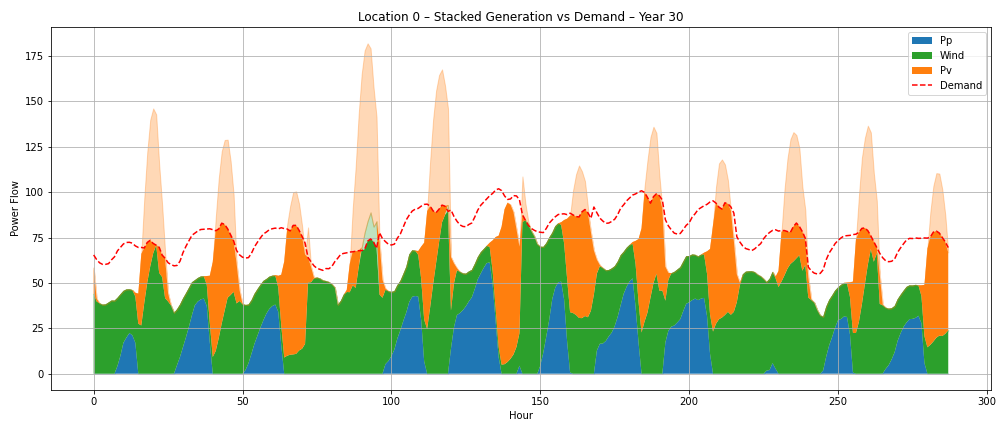 Location 0 – Stacked Generation vs Demand – Year 30
Pp
Wind
Pv
Demand
Power Flow
175
150
125
100
75
50
25
0
0
50
100
150
200
250
300
Hour